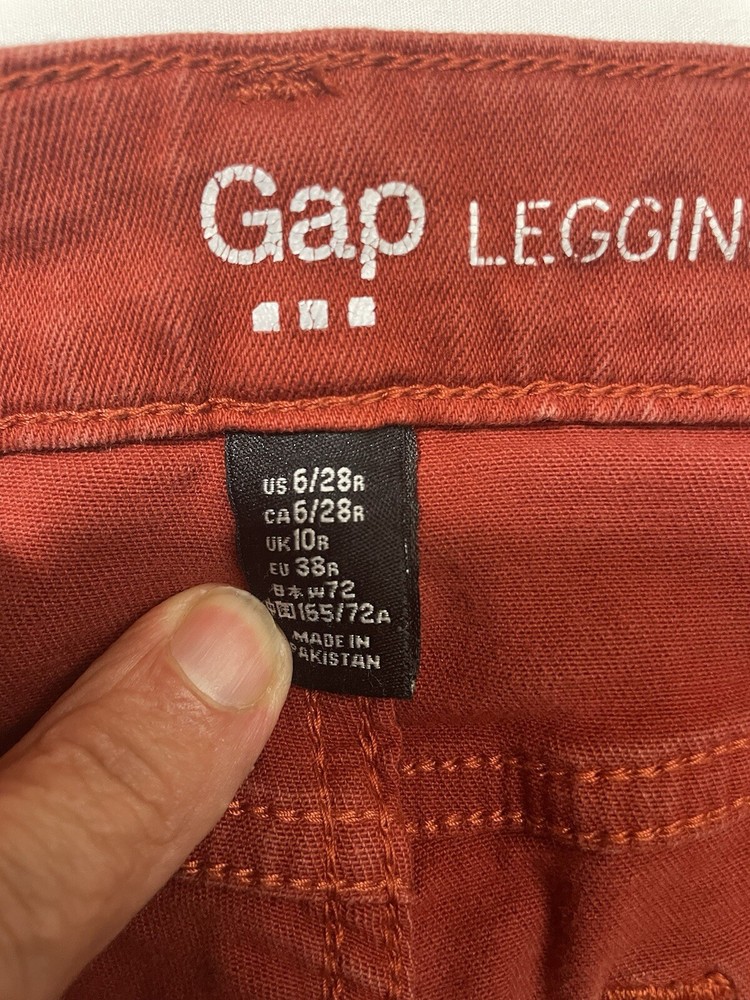 Gap LEGGIN
US 6/28R
CA 6/28R
UK 10R
EU 38R
日本 W72
中国 165/72A
MADE IN
PAKISTAN